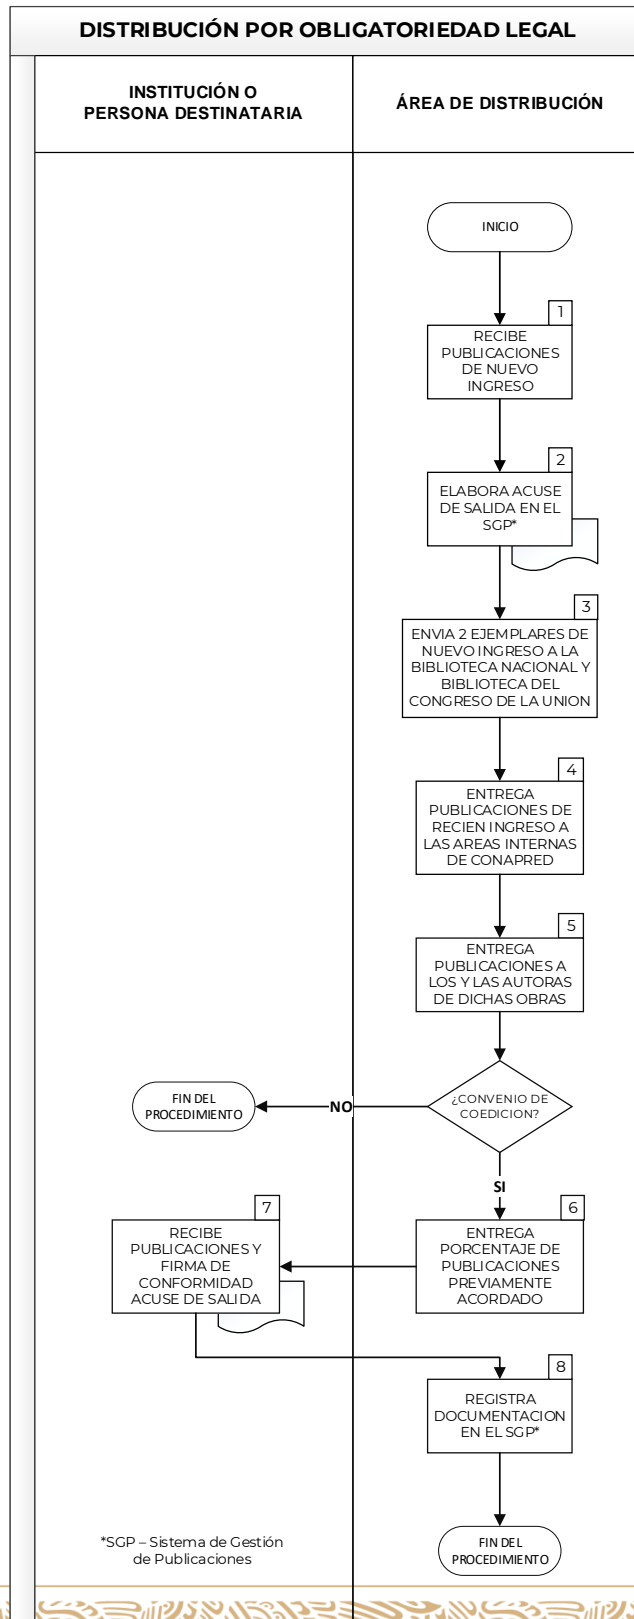 DISTRIBUCIÓN POR OBLIGATORIEDAD LEGAL
INSTITUCIÓN O
PERSONA DESTINATARIA
ÁREA DE DISTRIBUCIÓN
INICIO
1
RECIBE
PUBLICACIONES
DE NUEVO
INGRESO
2
ELABORA ACUSE
DE SALIDA EN EL
SGP*
3
ENVIA 2 EJEMPLARES DE
NUEVO INGRESO A LA
BIBLIOTECA NACIONAL Y
BIBLIOTECA DEL
CONGRESO DE LA UNION
4
ENTREGA
PUBLICACIONES DE
RECIEN INGRESO A
LAS AREAS INTERNAS
DE CONAPRED
5
ENTREGA
PUBLICACIONES A
LOS Y LAS AUTORAS
DE DICHAS OBRAS
¿CONVENIO DE
COEDICION?
NO
FIN DEL
PROCEDIMIENTO
SI
6
ENTREGA
PORCENTAJE DE
PUBLICACIONES
PREVIAMENTE
ACORDADO
7
RECIBE
PUBLICACIONES Y
FIRMA DE
CONFORMIDAD
ACUSE DE SALIDA
8
REGISTRA
DOCUMENTACION
EN EL SGP*
FIN DEL
PROCEDIMIENTO
*SGP – Sistema de Gestión
de Publicaciones